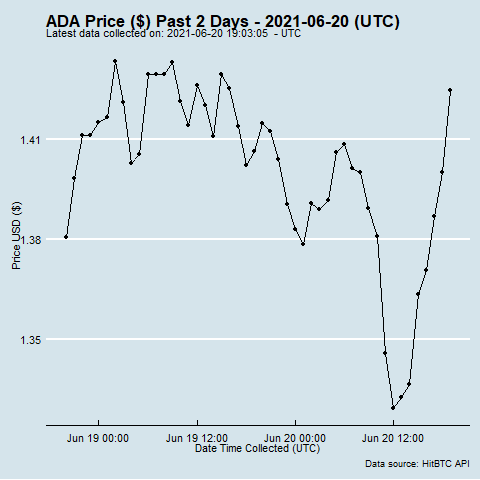 ADA Price ($) Past 2 Days - 2021-06-20 (UTC)
Latest data collected on: 2021-06-20 19:03:05 - UTC
1.41
1.38
1.35
Price USD ($)
Jun 19 00:00 Jun 19 12:00 Jun 20 00:00 Jun 20 12:00
Date Time Collected (UTC)
Data source: HitBTC API